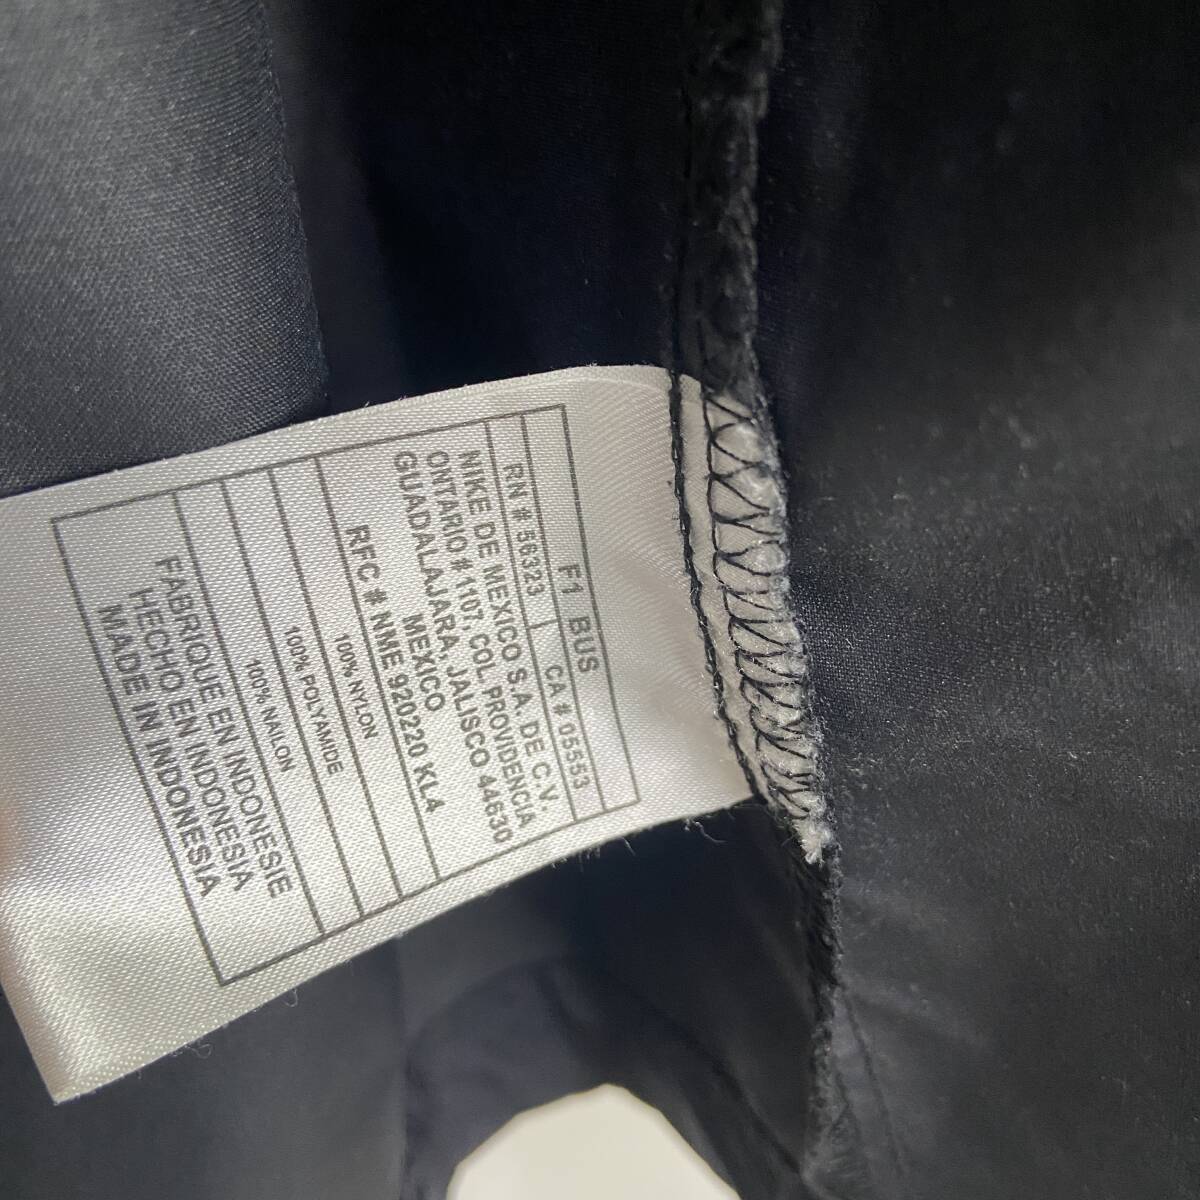 F1 BUS
RN # 56323 CA # 05553
NIKE DE MEXICO S.A. DE C.V.
ONTARIO # 1107, COL. PROVIDENCIA
GUADALAJARA, JALISCO 44630
MEXICO
RFC # NME 920220 KL4
100% NYLON
100% POLYAMIDE
100% NAILON
FABRIQUE EN INDONESIE
HECHO EN INDONESIA
MADE IN INDONESIA